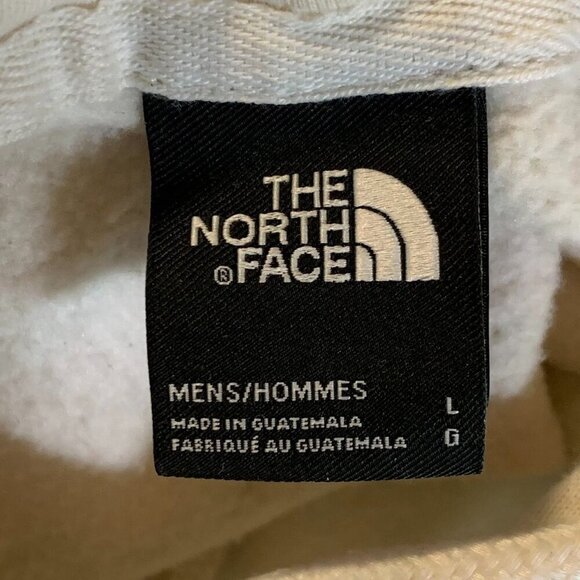 THE
NORTH
® FACE
MENS/HOMMES L
MADE IN GUATEMALA
FABRIQUÉ AU GUATEMALA G